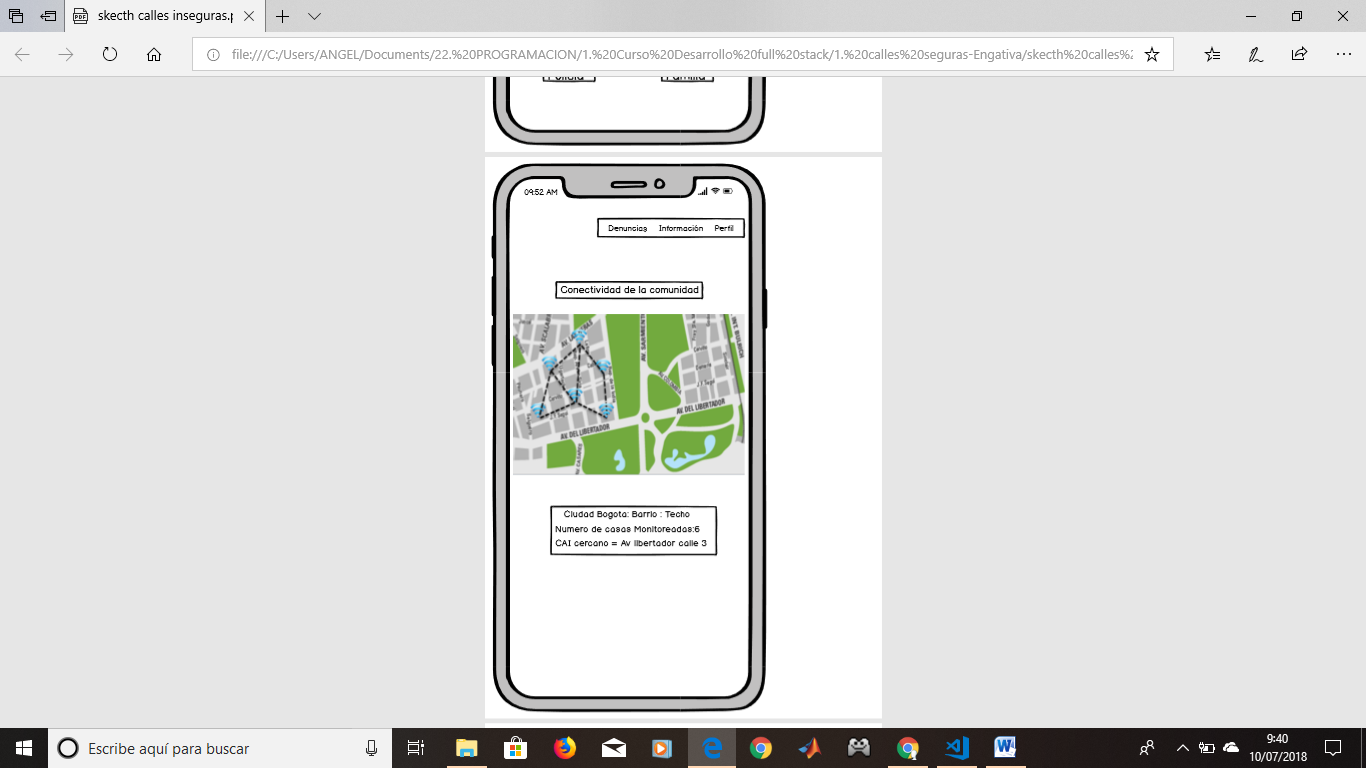 skecth calles inseguras.p
file:///C:/Users/ANGEL/Documents/22.%20PROGRAMACION/1.%20Curso%20Desarrollo%20full%20stack/1.%20calles%20seguras-Engativa/skecth%20calles%2
Policia Familia
09:52 AM
Denuncias Información Perfil
Conectividad de la comunidad
AV. SARMIENTO
AV. DEL LIBERTADOR
AV. DEL LIBERTADOR
Ciudad Bogota: Barrio : Techo
Numero de casas Monitoreadas:6
CAI cercano = Av libertador calle 3
Escribe aquí para buscar
9:40
10/07/2018